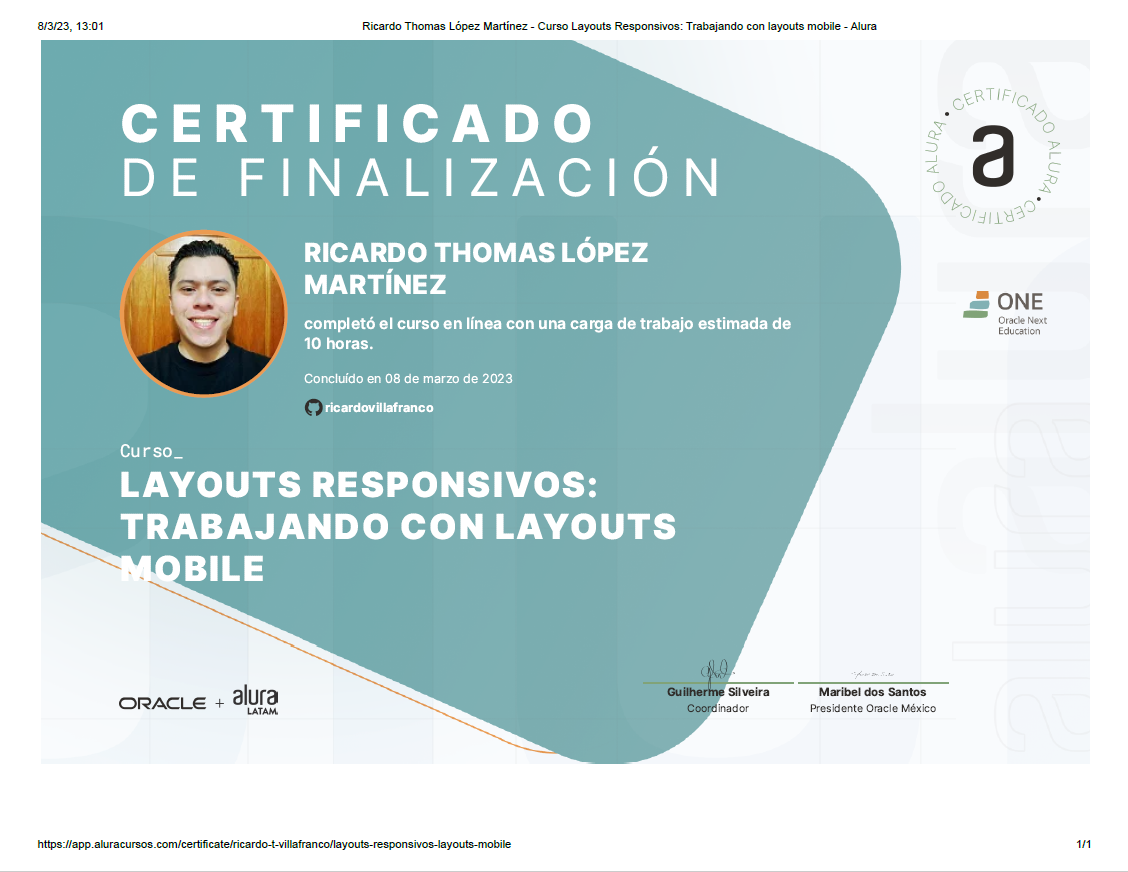 8/3/23, 13:01
Ricardo Thomas López Martínez - Curso Layouts Responsivos: Trabajando con layouts mobile - Alura
CERTIFICADO
DE FINALIZACIÓN
CERTIFICADO ALURA • CERTIFICADO ALURA •
a
RICARDO THOMAS LÓPEZ
MARTÍNEZ
completó el curso en línea con una carga de trabajo estimada de
10 horas.
Concluído en 08 de marzo de 2023
ricardovillafranco
ONE
Oracle Next
Education
Curso_
LAYOUTS RESPONSIVOS:
TRABAJANDO CON LAYOUTS
MOBILE
ORACLE + alura
LATAM
Guilherme Silveira
Coordinador
Maribel dos Santos
Presidente Oracle México
alura
alura
https://app.aluracursos.com/certificate/ricardo-t-villafranco/layouts-responsivos-layouts-mobile
1/1